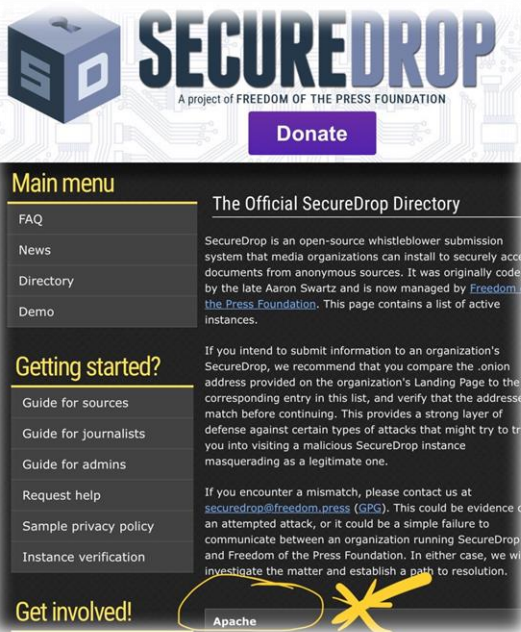 SECUREDROP
A project of FREEDOM OF THE PRESS FOUNDATION
Donate
Main menu
FAQ
News
Directory
Demo
Getting started?
Guide for sources
Guide for journalists
Guide for admins
Request help
Sample privacy policy
Instance verification
Get involved!
The Official SecureDrop Directory
SecureDrop is an open-source whistleblower submission
system that media organizations can install to securely acce
documents from anonymous sources. It was originally code
by the late Aaron Swartz and is now managed by Freedom
the Press Foundation. This page contains a list of active
instances.
If you intend to submit information to an organization's
SecureDrop, we recommend that you compare the .onion
address provided on the organization's Landing Page to the
corresponding entry in this list, and verify that the addresse
match before continuing. This provides a strong layer of
defense against certain types of attacks that might try to tr
you into visiting a malicious SecureDrop instance
masquerading as a legitimate one.
If you encounter a mismatch, please contact us at
securedrop@freedom.press (GPG). This could be evidence
an attempted attack, or it could be a simple failure to
communicate between an organization running SecureDrop
and Freedom of the Press Foundation. In either case, we wi
investigate the matter and establish a path to resolution.
Apache